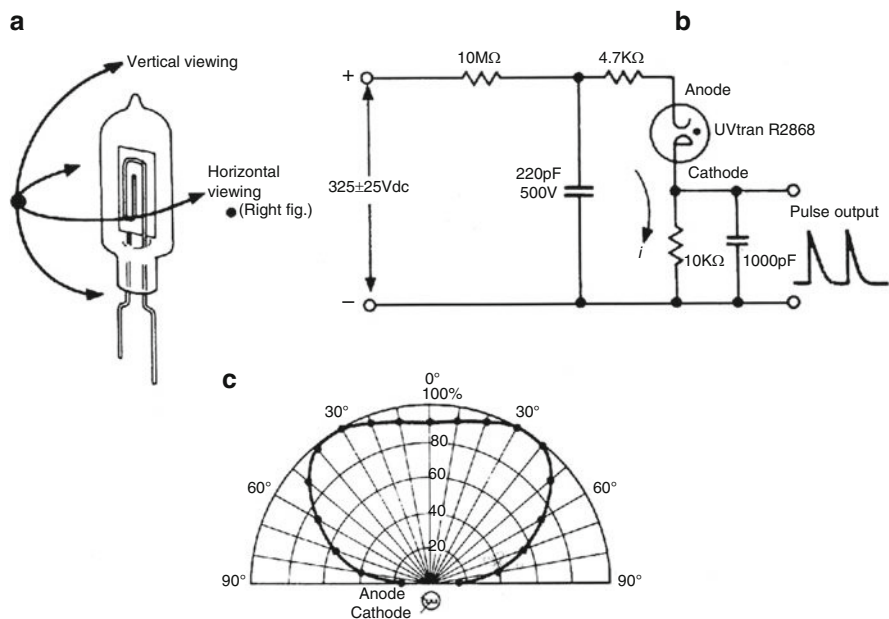 a
Vertical viewing
Horizontal
viewing
(Right fig.)
b
10MΩ
4.7KΩ
+
Anode
UVtran R2868
Cathode
220pF
500V
325±25Vdc
Pulse output
i
10KΩ
1000pF
−
c
0°
100%
30°
30°
80
60
60°
60°
40
20
90°
90°
Anode
Cathode